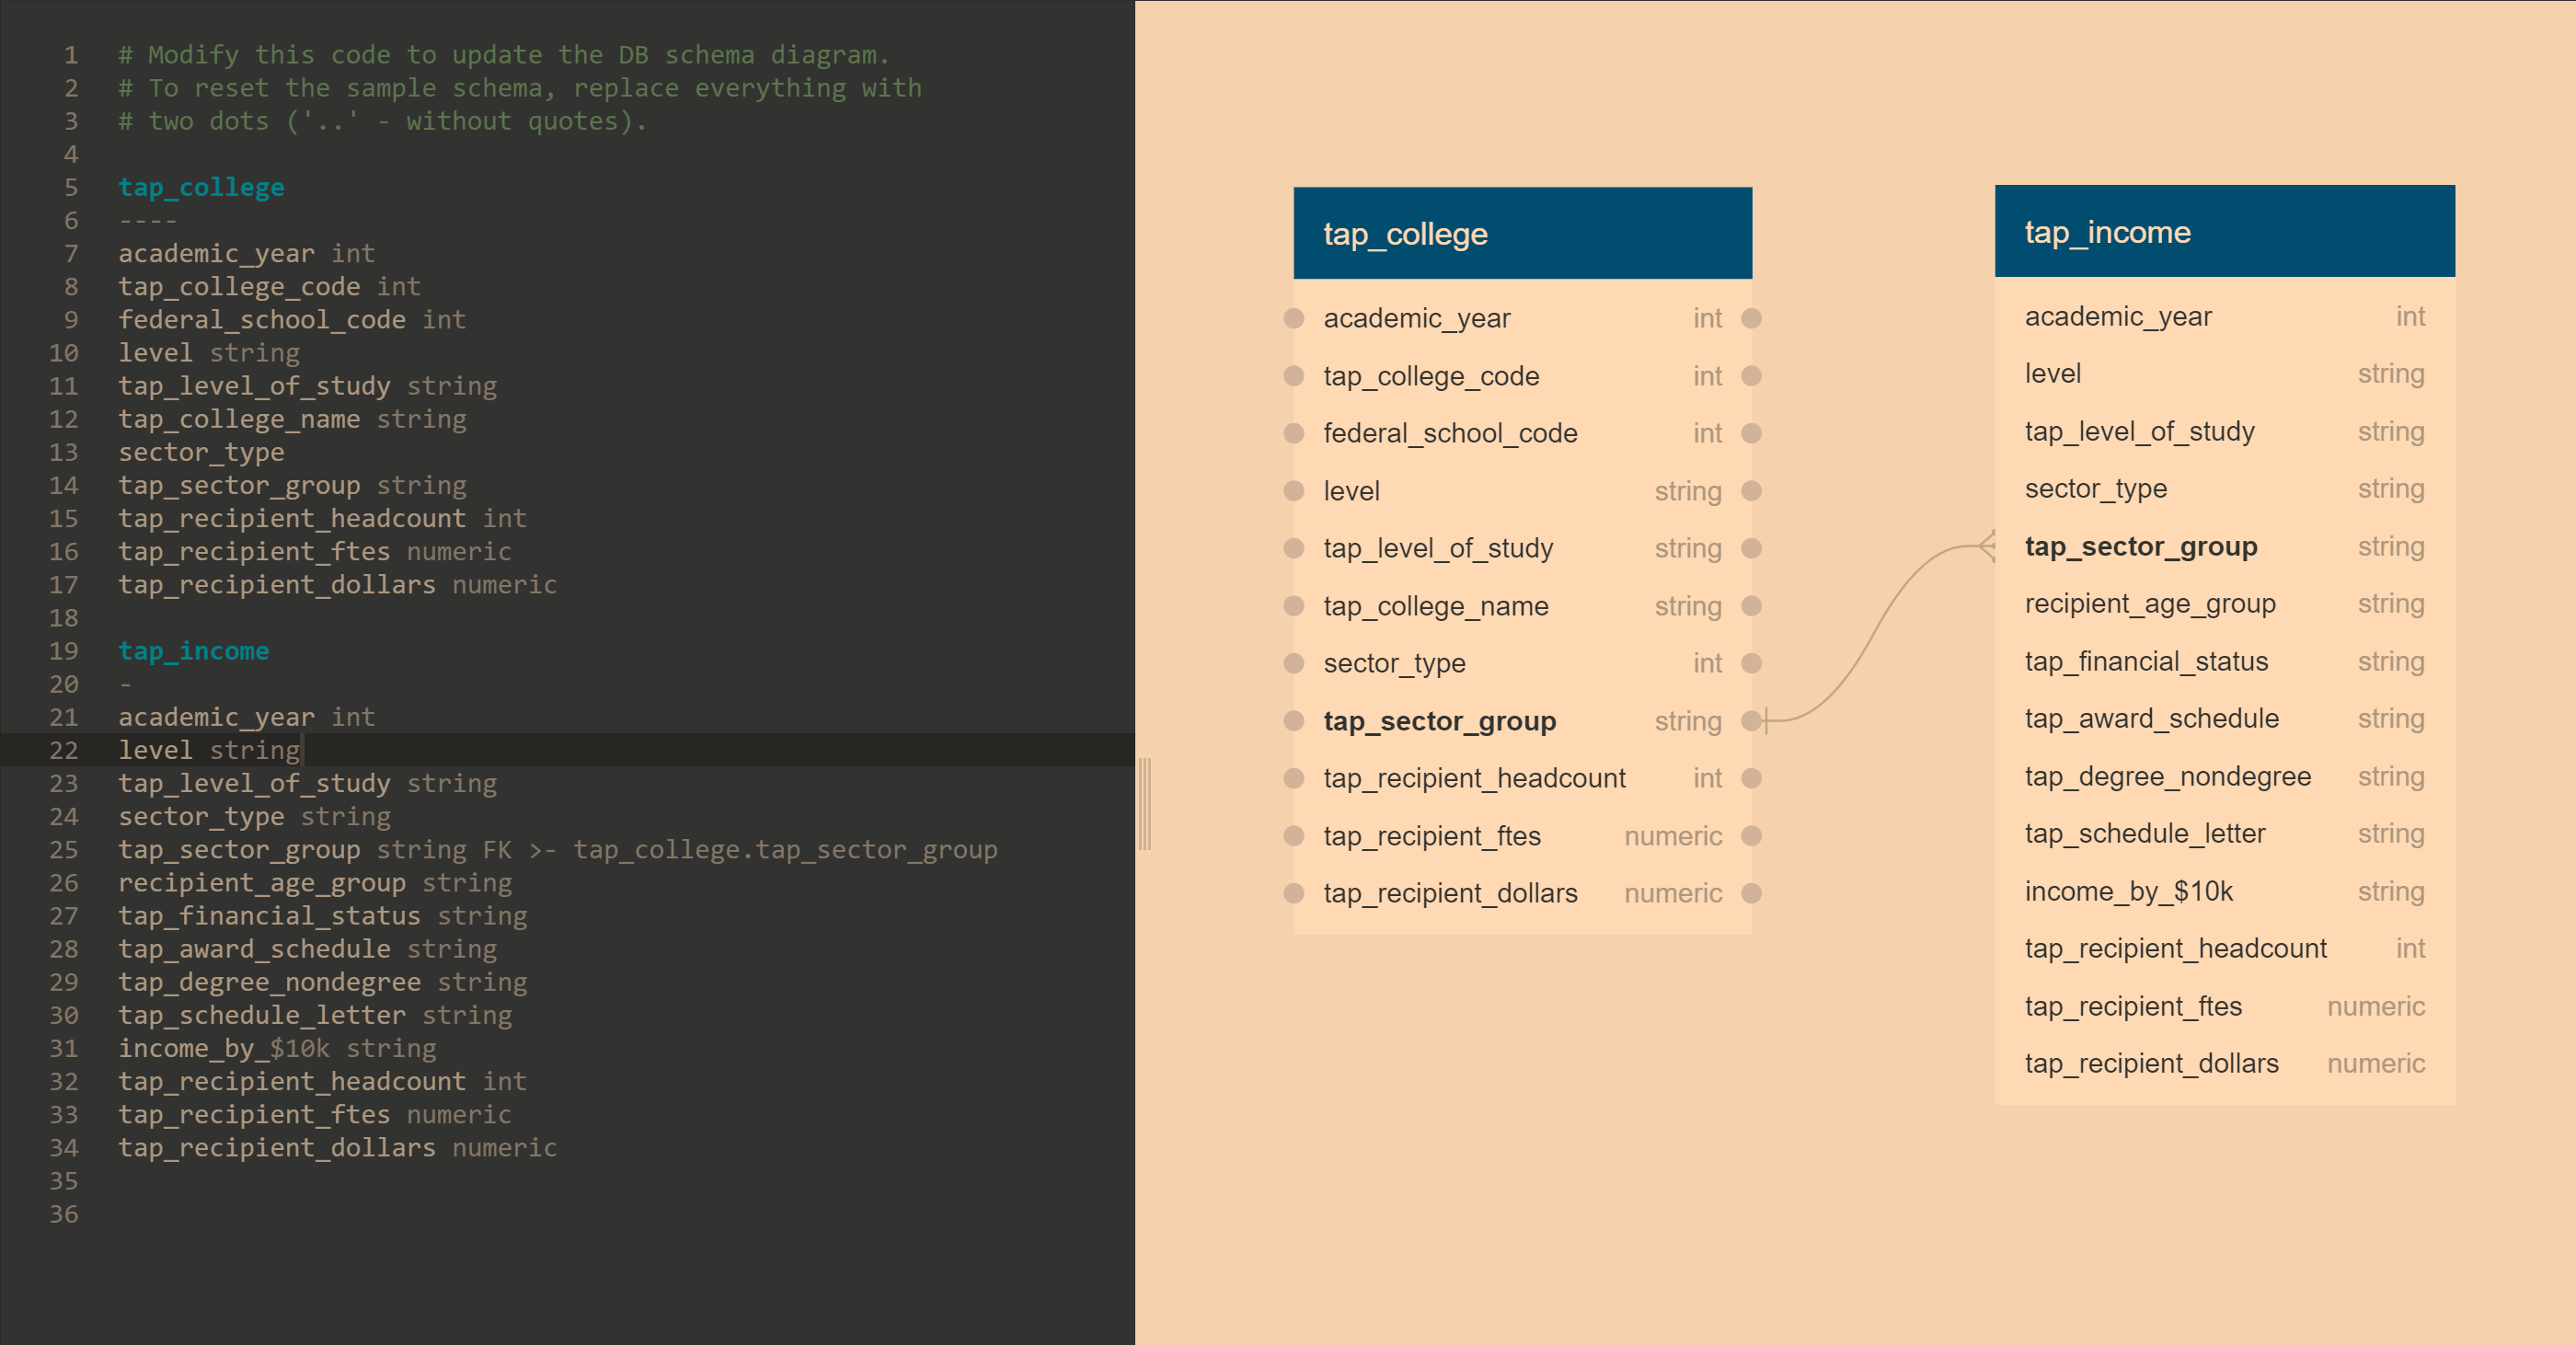 1 # Modify this code to update the DB schema diagram.
2 # To reset the sample schema, replace everything with
3 # two dots ('..' - without quotes).
4
5 tap_college
6 ----
7 academic_year int
8 tap_college_code int
9 federal_school_code int
10 level string
11 tap_level_of_study string
12 tap_college_name string
13 sector_type
14 tap_sector_group string
15 tap_recipient_headcount int
16 tap_recipient_ftes numeric
17 tap_recipient_dollars numeric
18
19 tap_income
20 -
21 academic_year int
22 level string
23 tap_level_of_study string
24 sector_type string
25 tap_sector_group string FK >- tap_college.tap_sector_group
26 recipient_age_group string
27 tap_financial_status string
28 tap_award_schedule string
29 tap_degree_nondegree string
30 tap_schedule_letter string
31 income_by_$10k string
32 tap_recipient_headcount int
33 tap_recipient_ftes numeric
34 tap_recipient_dollars numeric
35
36
tap_college
academic_year int
tap_college_code int
federal_school_code int
level string
tap_level_of_study string
tap_college_name string
sector_type int
tap_sector_group string
tap_recipient_headcount int
tap_recipient_ftes numeric
tap_recipient_dollars numeric
tap_income
academic_year int
level string
tap_level_of_study string
sector_type string
tap_sector_group string
recipient_age_group string
tap_financial_status string
tap_award_schedule string
tap_degree_nondegree string
tap_schedule_letter string
income_by_$10k string
tap_recipient_headcount int
tap_recipient_ftes numeric
tap_recipient_dollars numeric